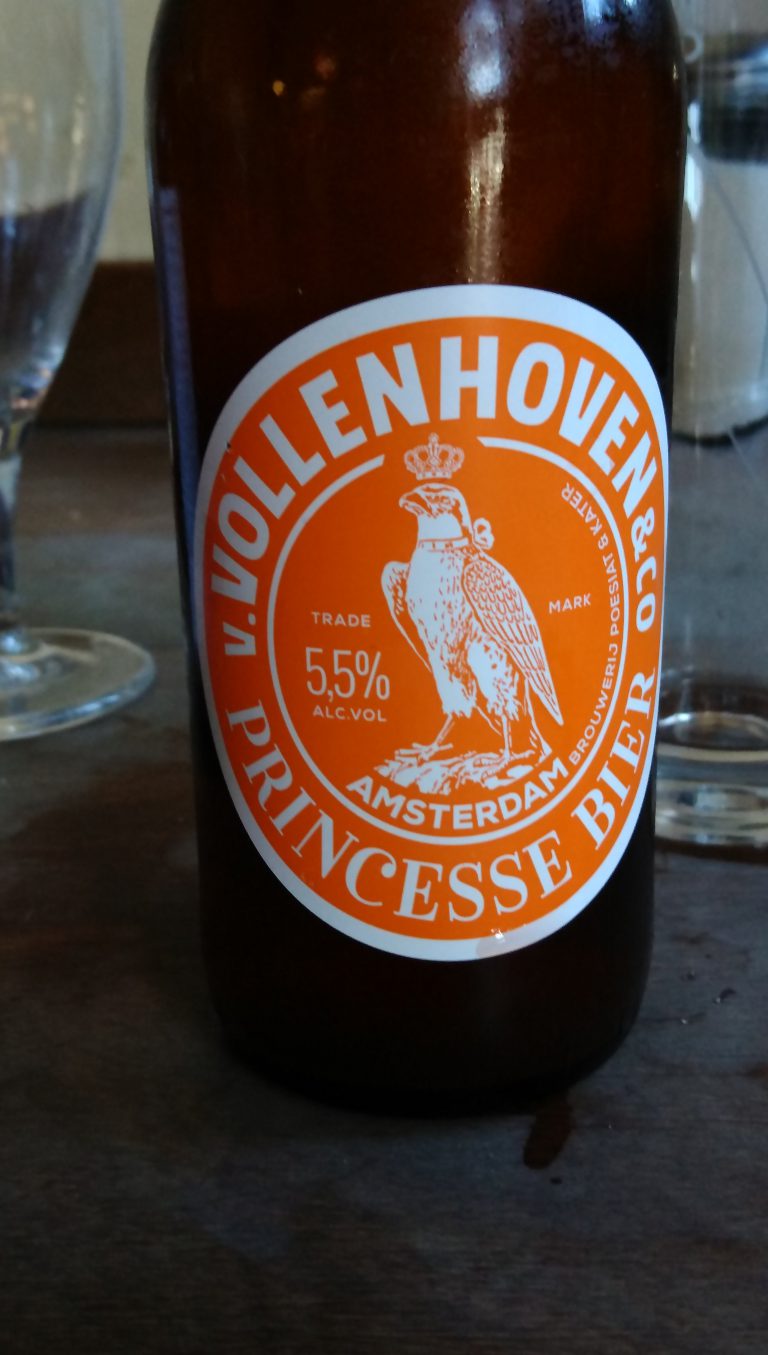 v. VOLLENHOVEN & CO
TRADE MARK
5,5%
ALC.VOL
AMSTERDAM
BROUWERIJ POESIAT & KATER
PRINCESSE BIER